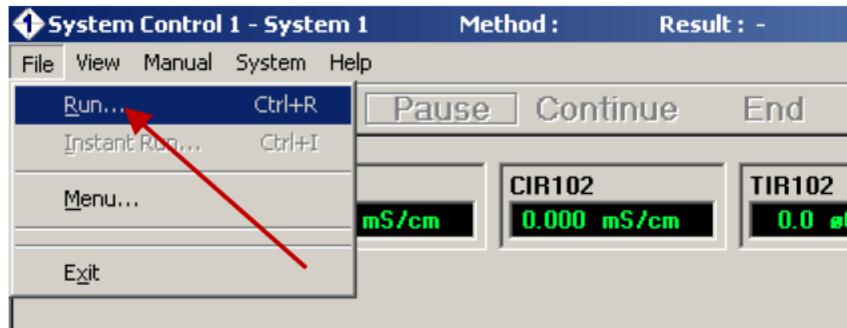 System Control 1 - System 1 Method : Result : -
File View Manual System Help
Run... Ctrl+R
Pause Continue End
Instant Run... Ctrl+I
CIR102 TIR102
Menu...
mS/cm 0.000 mS/cm 0.0
Exit